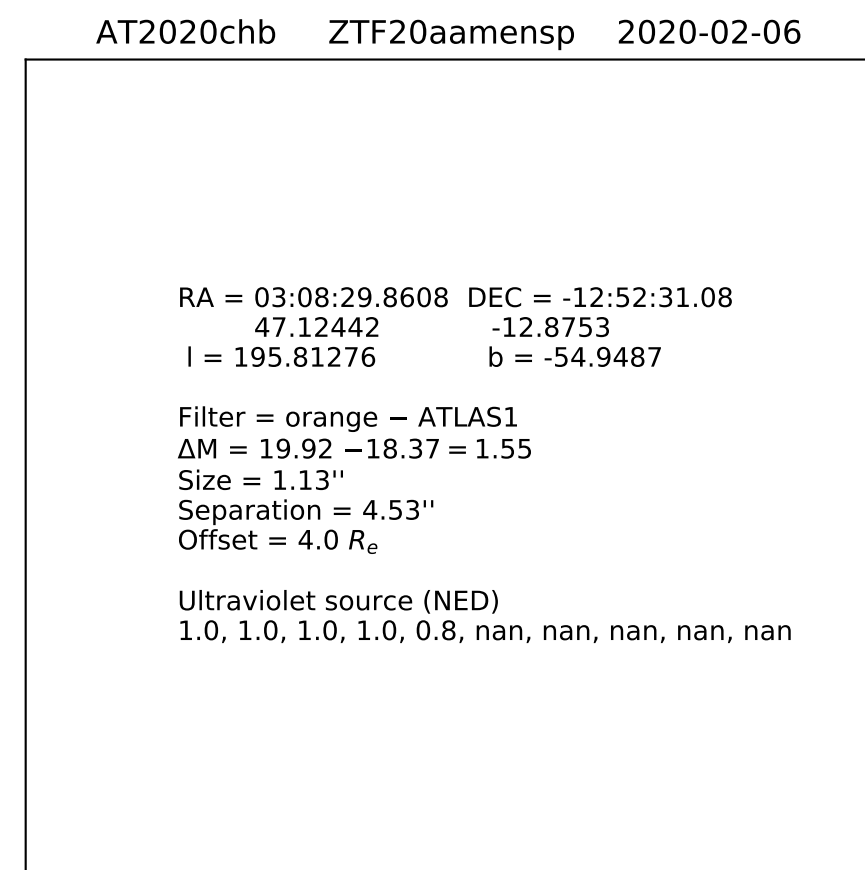 AT2020chb ZTF20aamensp 2020-02-06
RA = 03:08:29.8608 DEC = -12:52:31.08
47.12442 -12.8753
l = 195.81276 b = -54.9487
Filter = orange − ATLAS1
ΔM = 19.92 −18.37 = 1.55
Size = 1.13''
Separation = 4.53''
Offset = 4.0 Re
Ultraviolet source (NED)
1.0, 1.0, 1.0, 1.0, 0.8, nan, nan, nan, nan, nan